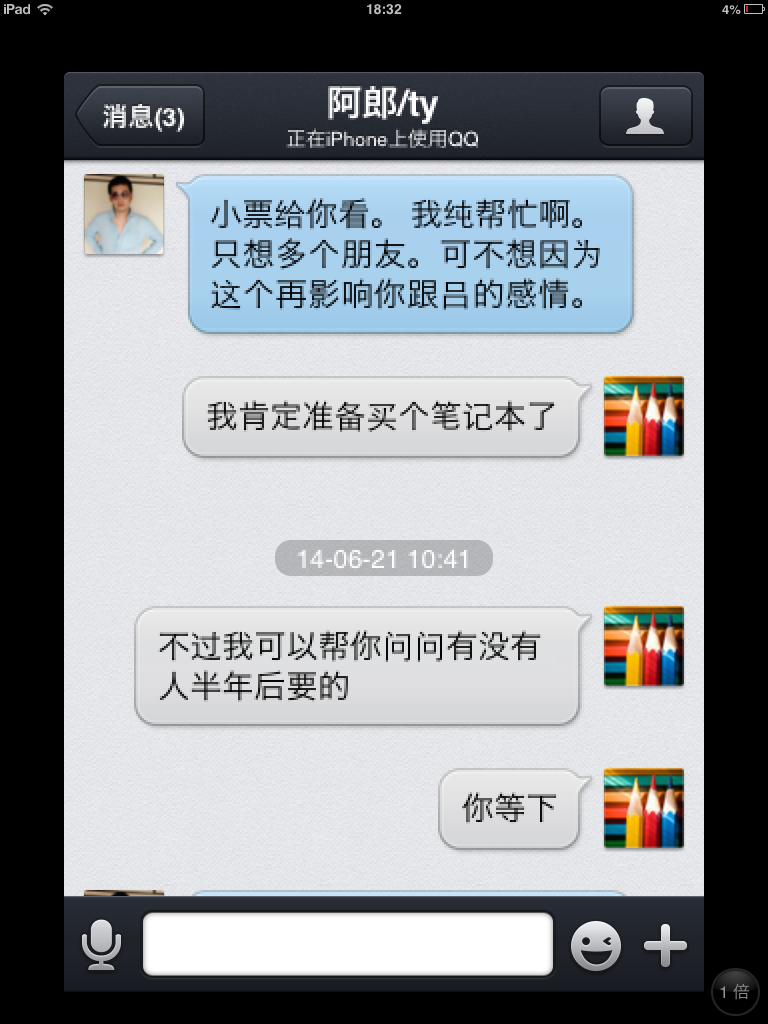 iPad 18:32 4%
消息(3) 阿郎/ty
正在iPhone上使用QQ
小票给你看。 我纯帮忙啊。
只想多个朋友。可不想因为
这个再影响你跟吕的感情。
我肯定准备买个笔记本了
14-06-21 10:41
不过我可以帮你问问有没有
人半年后要的
你等下
1 倍